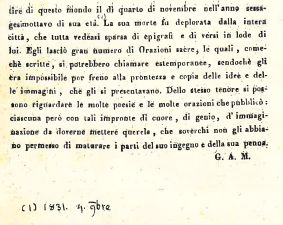 tire di questo mondo il dì quarto di novembre nell'anno sessa-
gesimottavo di sua età. (1) La sua morte fu deplorata dalla intera
città, che tutta vedeasi sparsa di epigrafi e di versi in lode di
lui. Egli lasciò gran numero di Orazioni sacre, le quali, come-
chè scritte, si potrebbero chiamare estemporanee, sendochè gli
era impossibile por freno alla prontezza e copia delle idee e del-
le immagini, che gli si presentavano. Dello stesso tenore si pos-
sono riguardare le molte poesie e le molte orazioni che pubblicò:
ciascuna però con tali impronte di cuore, di genio, d'immagi-
nazione da doverne mettere querela, che soverchi non gli abbia-
no permesso di maturare i parti del suo ingegno e della sua penna.
G. A. M.
(1) 1831. 4 9bre